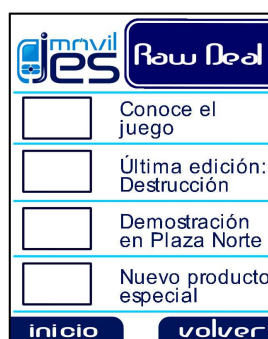 jes movil
Raw Deal
Conoce el
juego
Última edición:
Destrucción
Demostración
en Plaza Norte
Nuevo producto
especial
inicio
volver